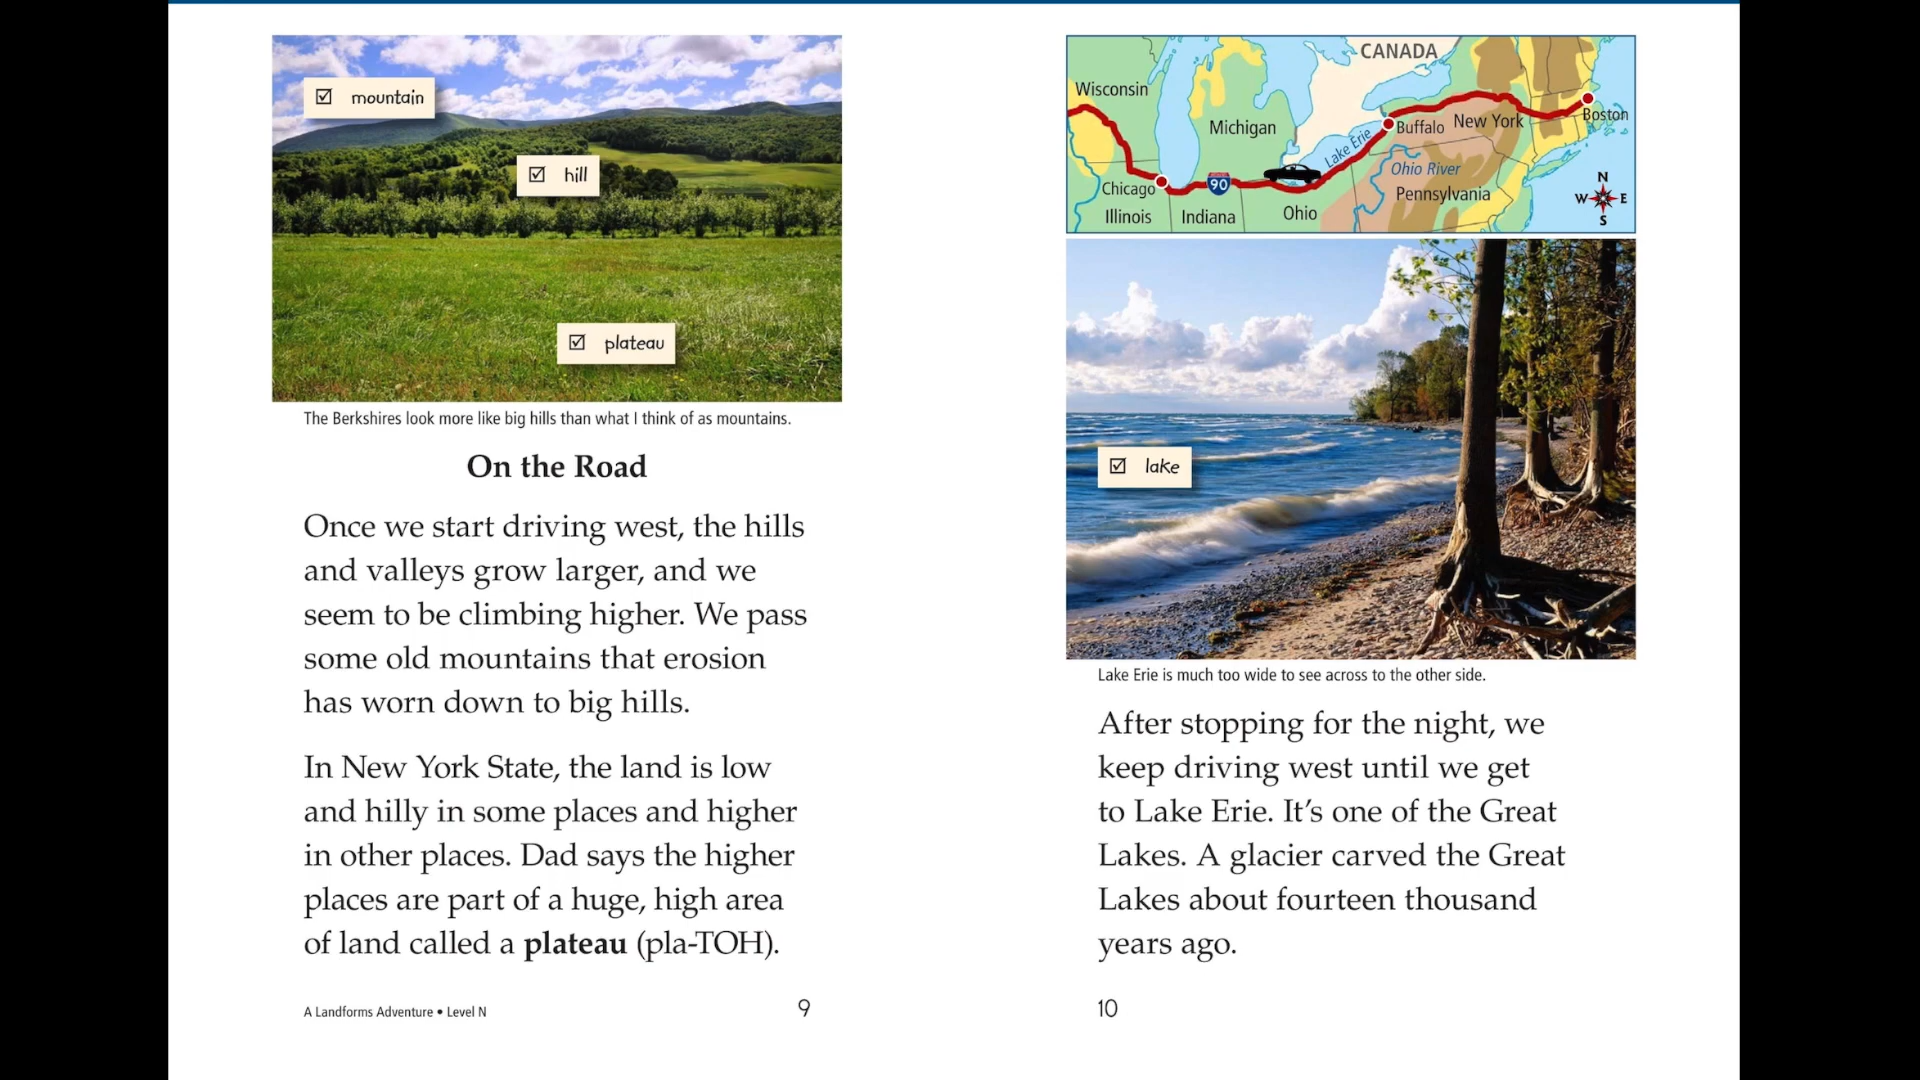 mountain
hill
plateau
The Berkshires look more like big hills than what I think of as mountains.
On the Road
Once we start driving west, the hills
and valleys grow larger, and we
seem to be climbing higher. We pass
some old mountains that erosion
has worn down to big hills.
In New York State, the land is low
and hilly in some places and higher
in other places. Dad says the higher
places are part of a huge, high area
of land called a plateau (pla-TOH).
A Landforms Adventure • Level N
9
CANADA
Wisconsin
Michigan
Buffalo
New York
Boston
Lake Erie
Ohio River
Chicago
90
Pennsylvania
Illinois
Indiana
Ohio
N
W E
S
lake
Lake Erie is much too wide to see across to the other side.
After stopping for the night, we
keep driving west until we get
to Lake Erie. It's one of the Great
Lakes. A glacier carved the Great
Lakes about fourteen thousand
years ago.
10